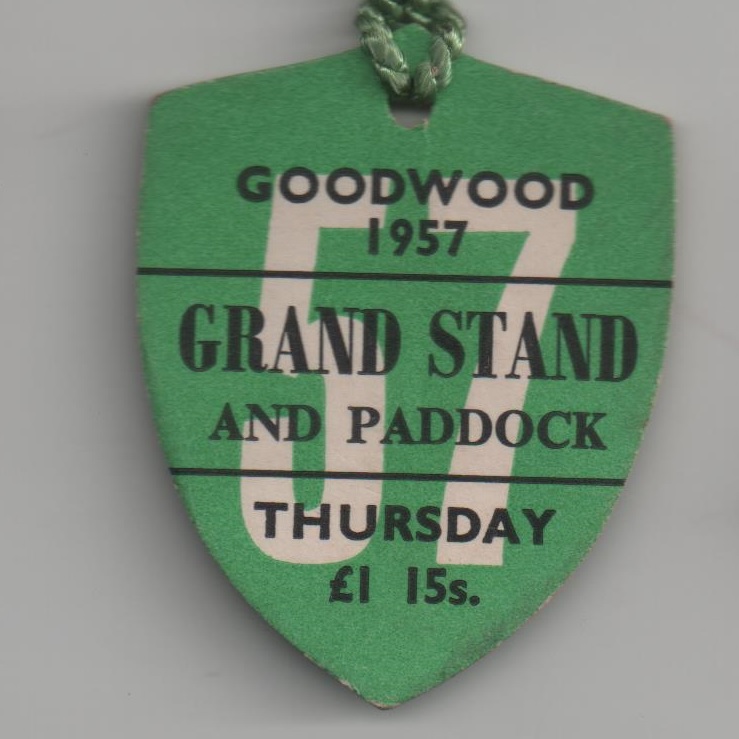 GOODWOOD
1957
57
GRAND STAND
AND PADDOCK
THURSDAY
£1 15s.